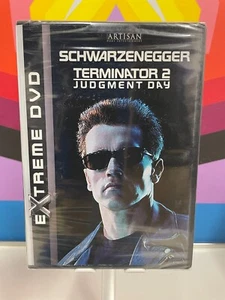 ARTISAN
SCHWARZENEGGER
TERMINATOR 2
JUDGMENT DAY
EXTREME DVD